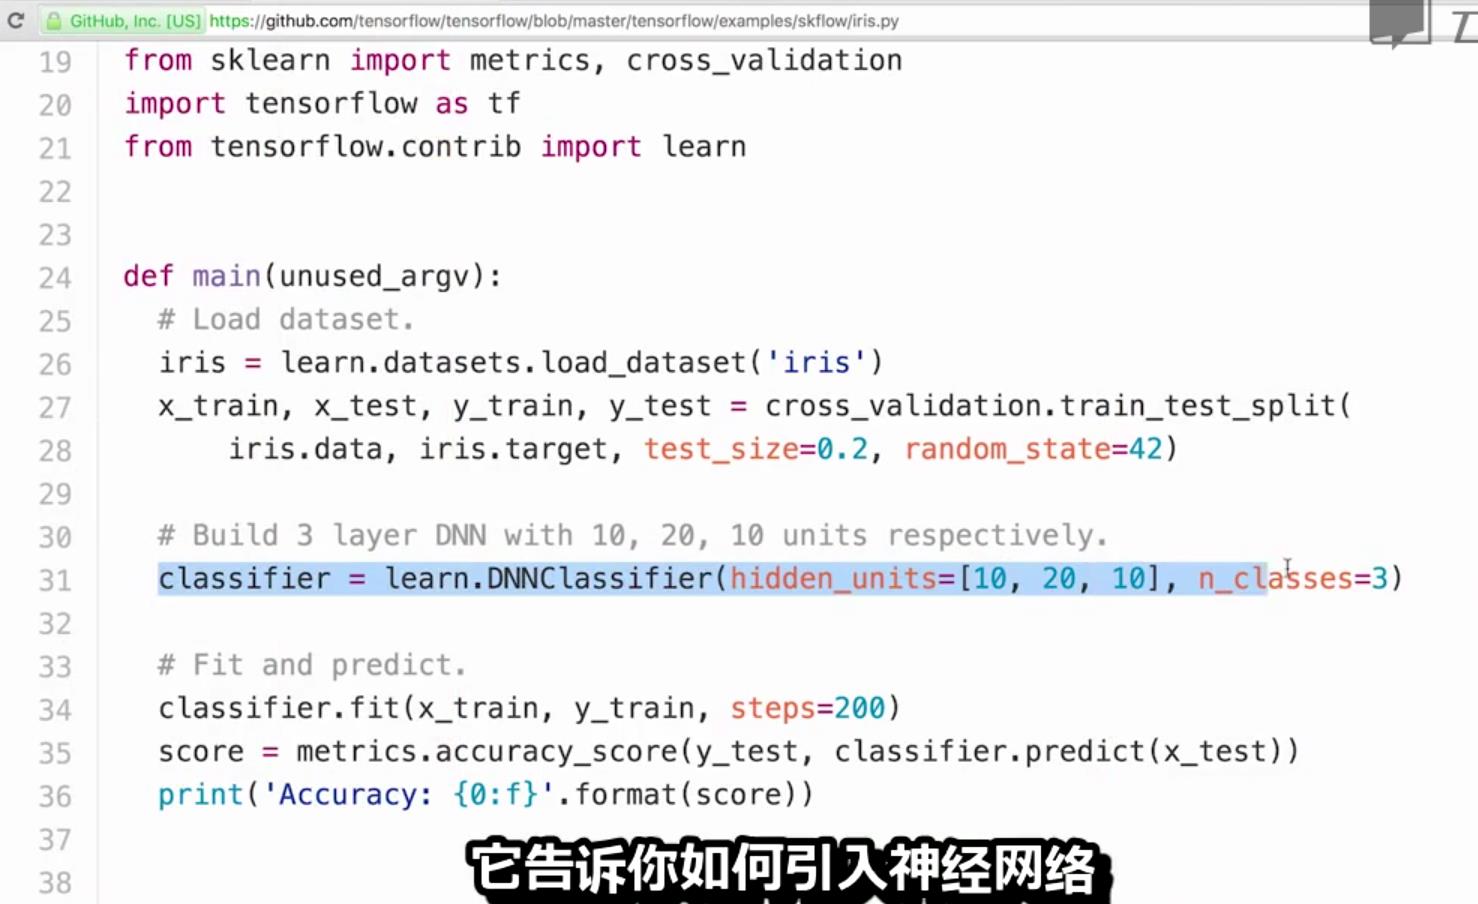 GitHub, Inc. [US] https://github.com/tensorflow/tensorflow/blob/master/tensorflow/examples/skflow/iris.py
19 from sklearn import metrics, cross_validation
20 import tensorflow as tf
21 from tensorflow.contrib import learn
22
23
24 def main(unused_argv):
25 # Load dataset.
26 iris = learn.datasets.load_dataset('iris')
27 x_train, x_test, y_train, y_test = cross_validation.train_test_split(
28 iris.data, iris.target, test_size=0.2, random_state=42)
29
30 # Build 3 layer DNN with 10, 20, 10 units respectively.
31 classifier = learn.DNNClassifier(hidden_units=[10, 20, 10], n_classes=3)
32
33 # Fit and predict.
34 classifier.fit(x_train, y_train, steps=200)
35 score = metrics.accuracy_score(y_test, classifier.predict(x_test))
36 print('Accuracy: {0:f}'.format(score))
37
38
它告诉你如何引入神经网络